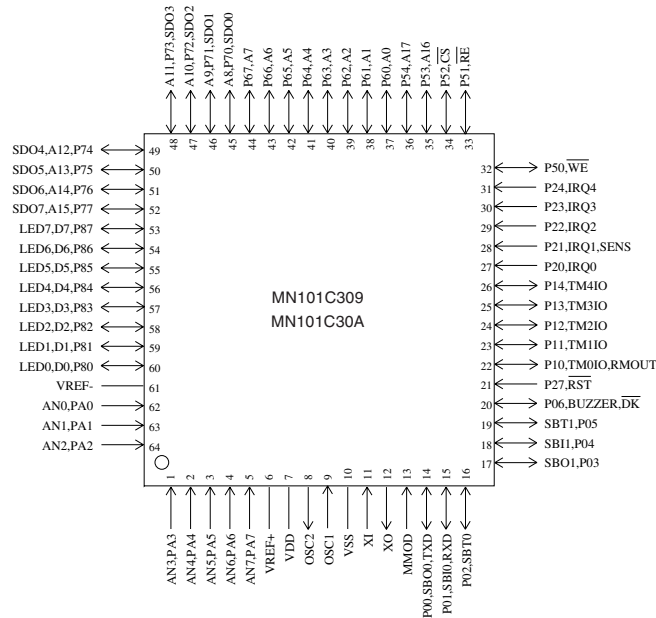 A11,P73,SDO3
A10,P72,SDO2
A9,P71,SDO1
A8,P70,SDO0
P67,A7
P66,A6
P65,A5
P64,A4
P63,A3
P62,A2
P61,A1
P60,A0
P54,A17
P53,A16
P52,CS
P51,RE
48
47
46
45
44
43
42
41
40
39
38
37
36
35
34
33
SDO4,A12,P74 49
SDO5,A13,P75 50
SDO6,A14,P76 51
SDO7,A15,P77 52
LED7,D7,P87 53
LED6,D6,P86 54
LED5,D5,P85 55
LED4,D4,P84 56
LED3,D3,P83 57
LED2,D2,P82 58
LED1,D1,P81 59
LED0,D0,P80 60
VREF- 61
AN0,PA0 62
AN1,PA1 63
AN2,PA2 64
MN101C309
MN101C30A
32 P50,WE
31 P24,IRQ4
30 P23,IRQ3
29 P22,IRQ2
28 P21,IRQ1,SENS
27 P20,IRQ0
26 P14,TM4IO
25 P13,TM3IO
24 P12,TM2IO
23 P11,TM1IO
22 P10,TM0IO,RMOUT
21 P27,RST
20 P06,BUZZER,DK
19 SBT1,P05
18 SBI1,P04
17 SBO1,P03
1
2
3
4
5
6
7
8
9
10
11
12
13
14
15
16
AN3,PA3
AN4,PA4
AN5,PA5
AN6,PA6
AN7,PA7
VREF+
VDD
OSC2
OSC1
VSS
XI
XO
MMOD
P00,SBO0,TXD
P01,SBI0,RXD
P02,SBT0